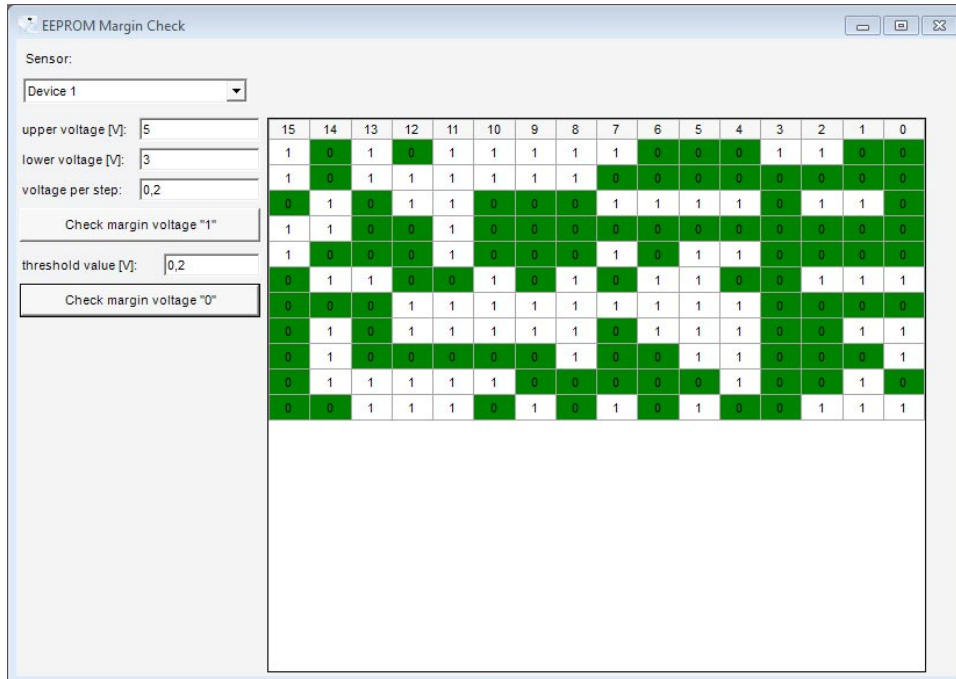 EEPROM Margin Check
Sensor:
Device 1
upper voltage [V]: 5
lower voltage [V]: 3
voltage per step: 0,2
Check margin voltage "1"
threshold value [V]: 0,2
Check margin voltage "0"
15 14 13 12 11 10 9 8 7 6 5 4 3 2 1 0
1 0 1 0 1 1 1 1 1 0 0 0 1 1 0 0
1 0 1 1 1 1 1 1 0 0 0 0 0 0 0 0
0 1 0 1 1 0 0 0 1 1 1 1 0 1 1 0
1 1 0 0 1 0 0 0 0 0 0 0 0 0 0 0
1 0 0 0 1 0 0 0 1 0 1 1 0 0 0 0
0 1 1 0 0 1 0 1 0 1 1 0 0 1 1 1
0 0 0 1 1 1 1 1 1 1 1 1 0 0 0 0
0 1 0 1 1 1 1 1 0 1 1 1 0 0 1 1
0 1 0 0 0 0 0 1 0 0 1 1 0 0 0 1
0 1 1 1 1 1 0 0 0 0 0 1 0 0 1 0
0 0 1 1 1 0 1 0 1 0 1 0 0 1 1 1